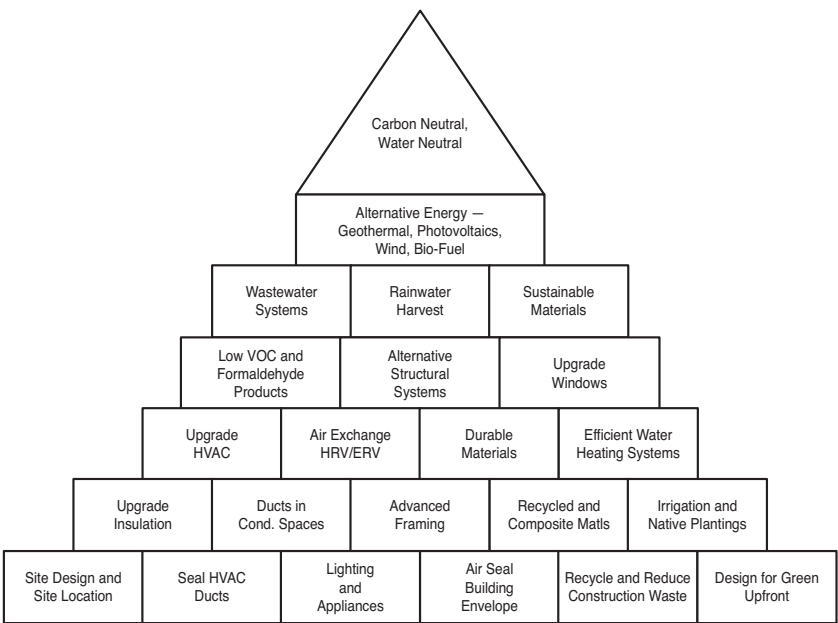 Carbon Neutral,
Water Neutral
Alternative Energy —
Geothermal, Photovoltaics,
Wind, Bio-Fuel
Wastewater
Systems
Rainwater
Harvest
Sustainable
Materials
Low VOC and
Formaldehyde
Products
Alternative
Structural
Systems
Upgrade
Windows
Upgrade
HVAC
Air Exchange
HRV/ERV
Durable
Materials
Efficient Water
Heating Systems
Upgrade
Insulation
Ducts in
Cond. Spaces
Advanced
Framing
Recycled and
Composite Matls
Irrigation and
Native Plantings
Site Design and
Site Location
Seal HVAC
Ducts
Lighting
and
Appliances
Air Seal
Building
Envelope
Recycle and Reduce
Construction Waste
Design for Green
Upfront